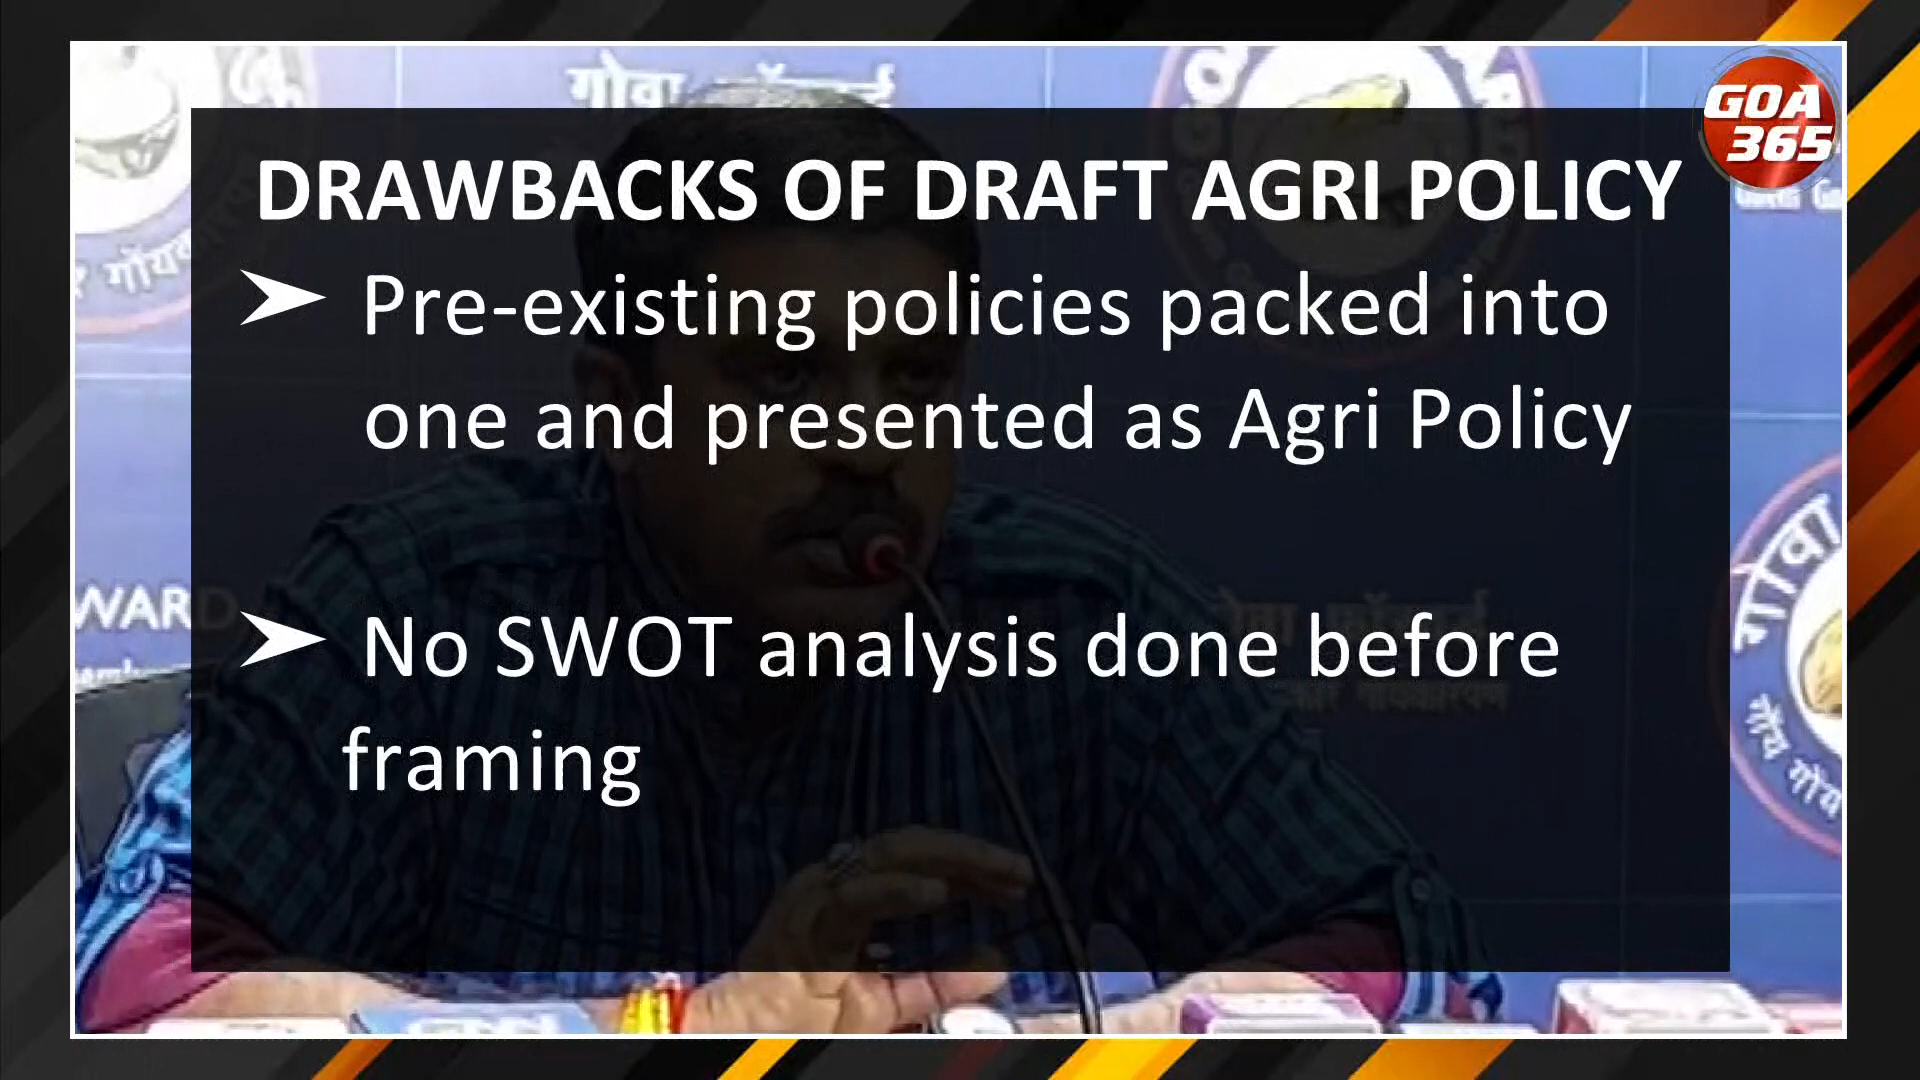 गोवा
GOA
365
DRAWBACKS OF DRAFT AGRI POLICY
➤ Pre-existing policies packed into
one and presented as Agri Policy
गोवा
WARD
➤ No SWOT analysis done before
framing
गोंय